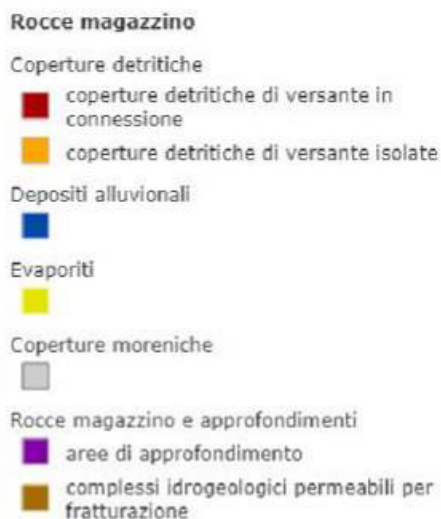 Rocce magazzino
Coperture detritiche
coperture detritiche di versante in
connessione
coperture detritiche di versante isolate
Depositi alluvionali
Evaporiti
Coperture moreniche
Rocce magazzino e approfondimenti
aree di approfondimento
complessi idrogeologici permeabili per
fratturazione